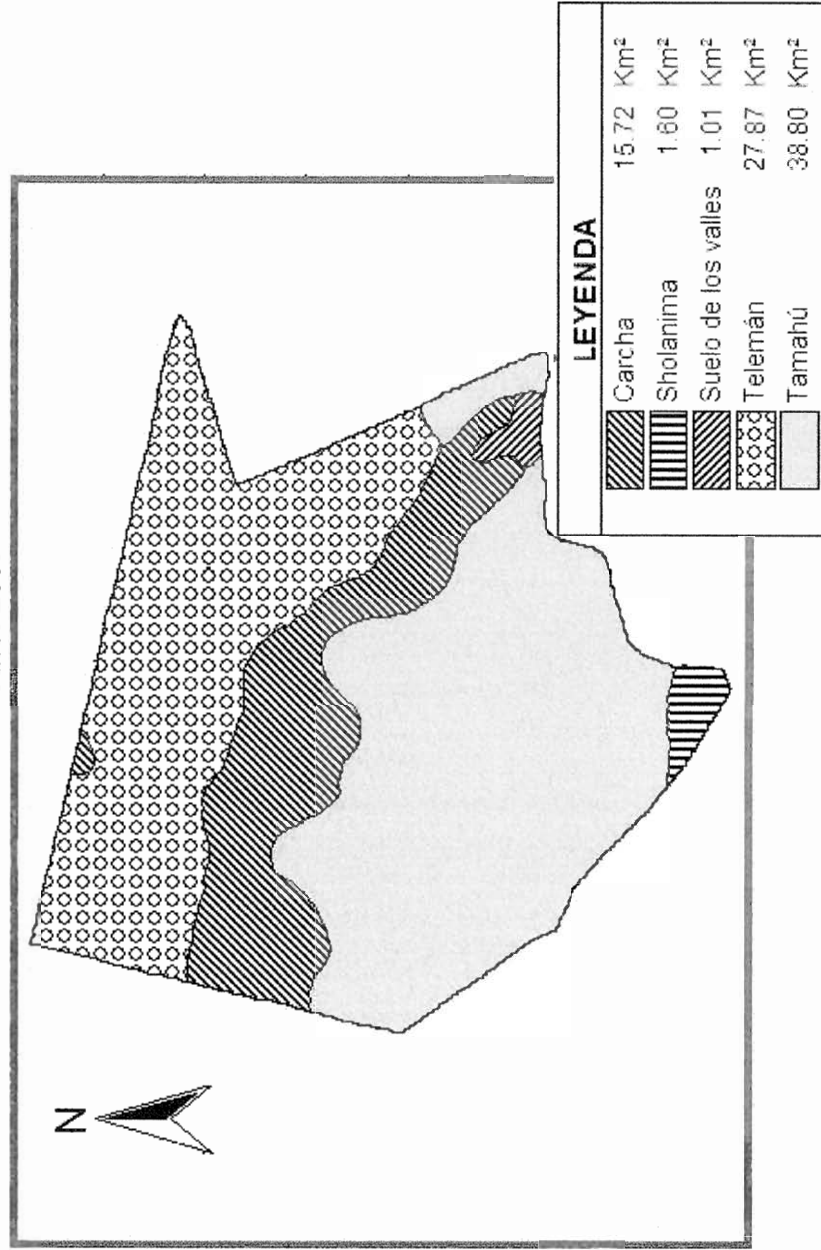 N
LEYENDA
Carcha 15.72 Km²
Sholanima 1.60 Km²
Suelo de los valles 1.01 Km²
Telemán 27.87 Km²
Tamahú 38.80 Km²